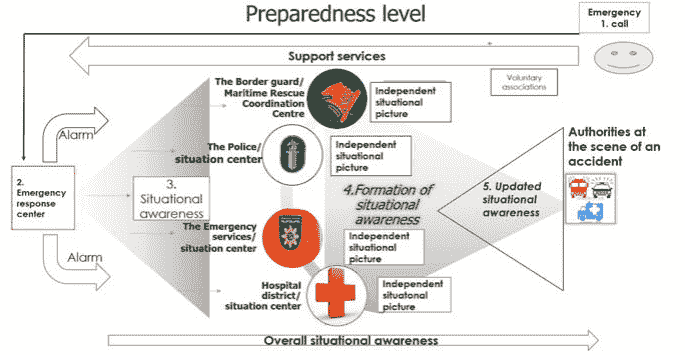 Preparedness level
Emergency
1. call
Support services
Voluntary
associations
The Border guard/
Maritime Rescue
Coordination
Centre
Independent
situational
picture
Alarm
The Police/
situation center
Independent
situational
picture
Authorities at
the scene of an
accident
2.
Emergency
response
center
3.
Situational
awareness
4.Formation of
situational
awareness
5. Updated
situational
awareness
The Emergency
services/
situation center
Independent
situational
picture
Alarm
Hospital
district/
situation center
Independent
situatonal
picture
Overall situational awareness